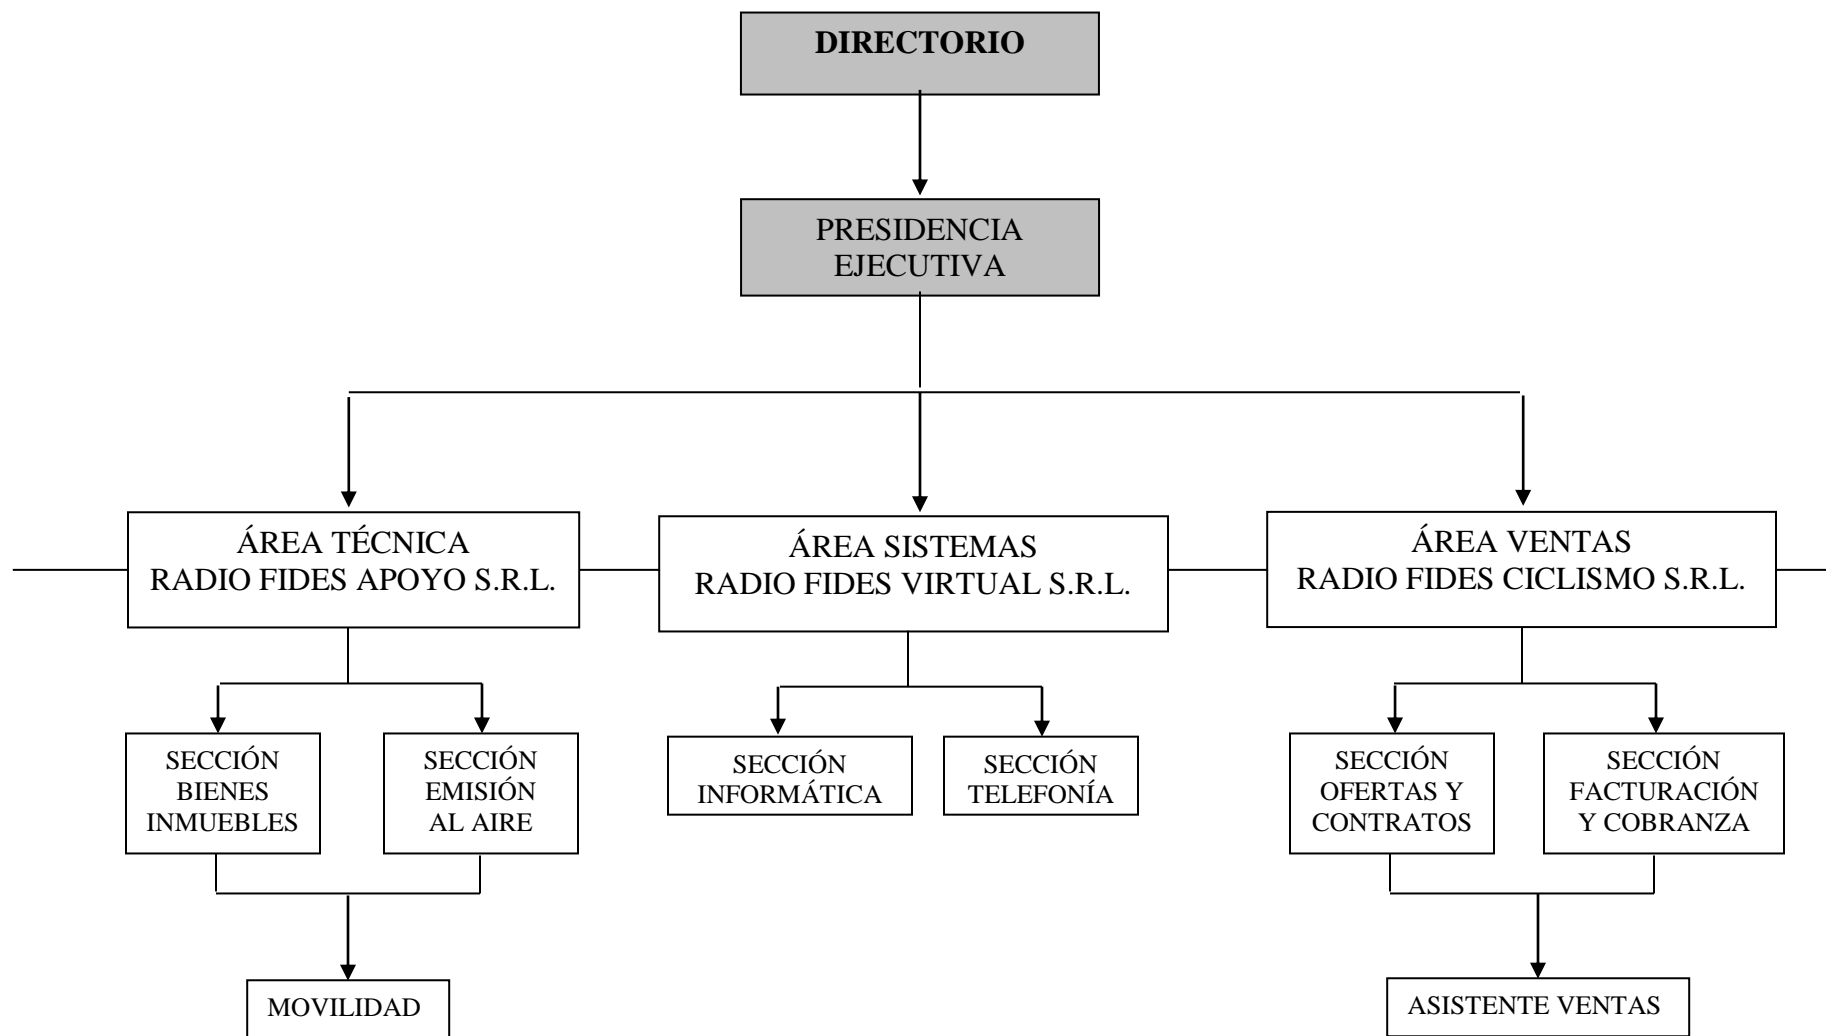 DIRECTORIO
PRESIDENCIA
EJECUTIVA
ÁREA TÉCNICA
RADIO FIDES APOYO S.R.L.
ÁREA SISTEMAS
RADIO FIDES VIRTUAL S.R.L.
ÁREA VENTAS
RADIO FIDES CICLISMO S.R.L.
SECCIÓN
BIENES
INMUEBLES
SECCIÓN
EMISIÓN
AL AIRE
SECCIÓN
INFORMÁTICA
SECCIÓN
TELEFONÍA
SECCIÓN
OFERTAS Y
CONTRATOS
SECCIÓN
FACTURACIÓN
Y COBRANZA
MOVILIDAD
ASISTENTE VENTAS